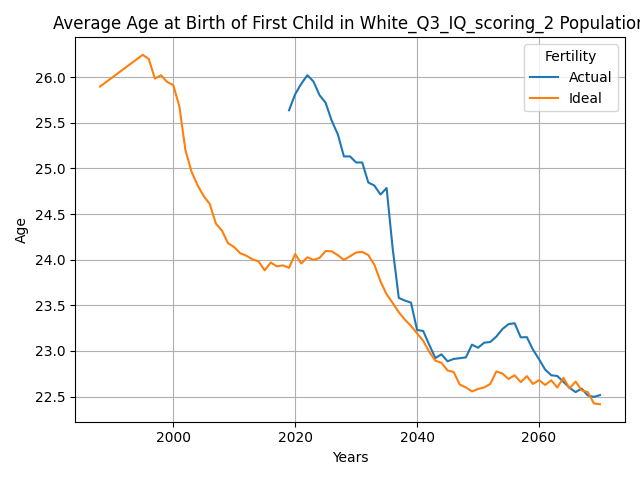 Average Age at Birth of First Child in White_Q3_IQ_scoring_2 Population
Fertility
Actual
Ideal
26.0
25.5
25.0
24.5
24.0
23.5
23.0
22.5
Age
2000
2020
2040
2060
Years